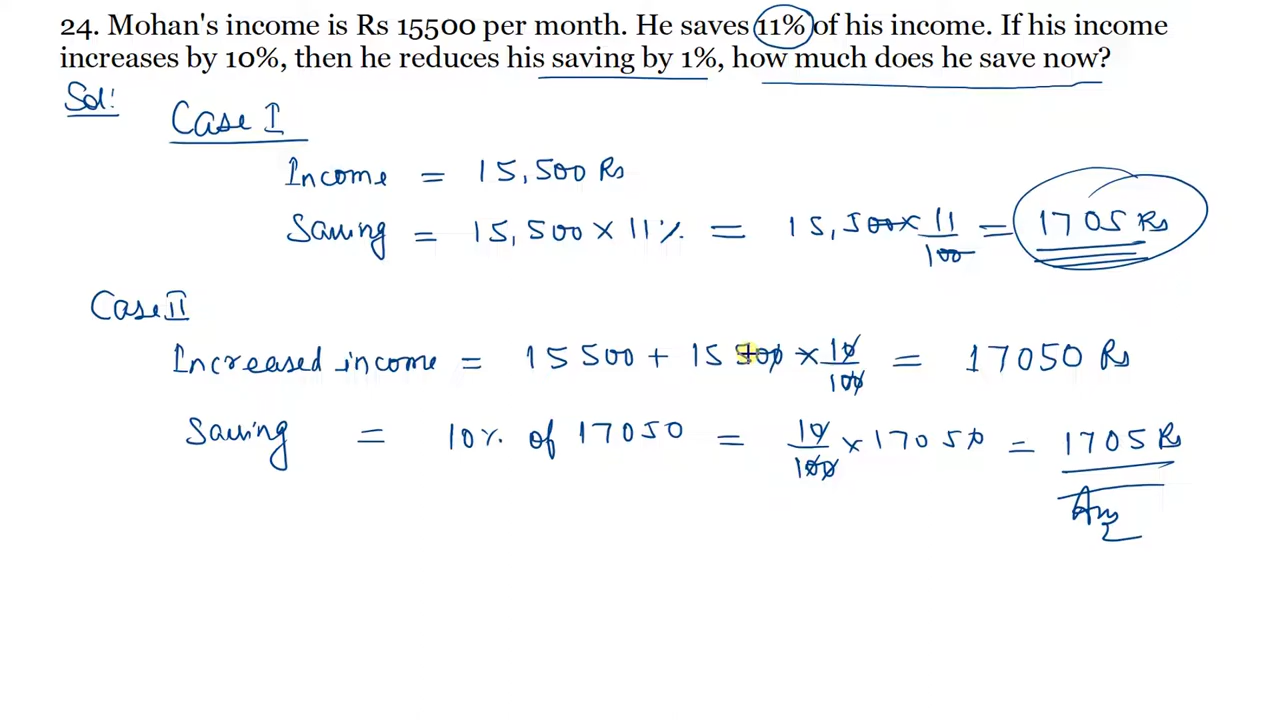 24. Mohan's income is Rs 15500 per month. He saves 11% of his income. If his income
increases by 10%, then he reduces his saving by 1%, how much does he save now?
Sol:
Case I
Income = 15,500 Rs
Saving = 15,500 × 11% = 15,500 × 11/100 = 1705 Rs
Case II
Increased income = 15500 + 15500 × 10/100 = 17050 Rs
Saving = 10% of 17050 = 10/100 × 17050 = 1705 Rs
Ans